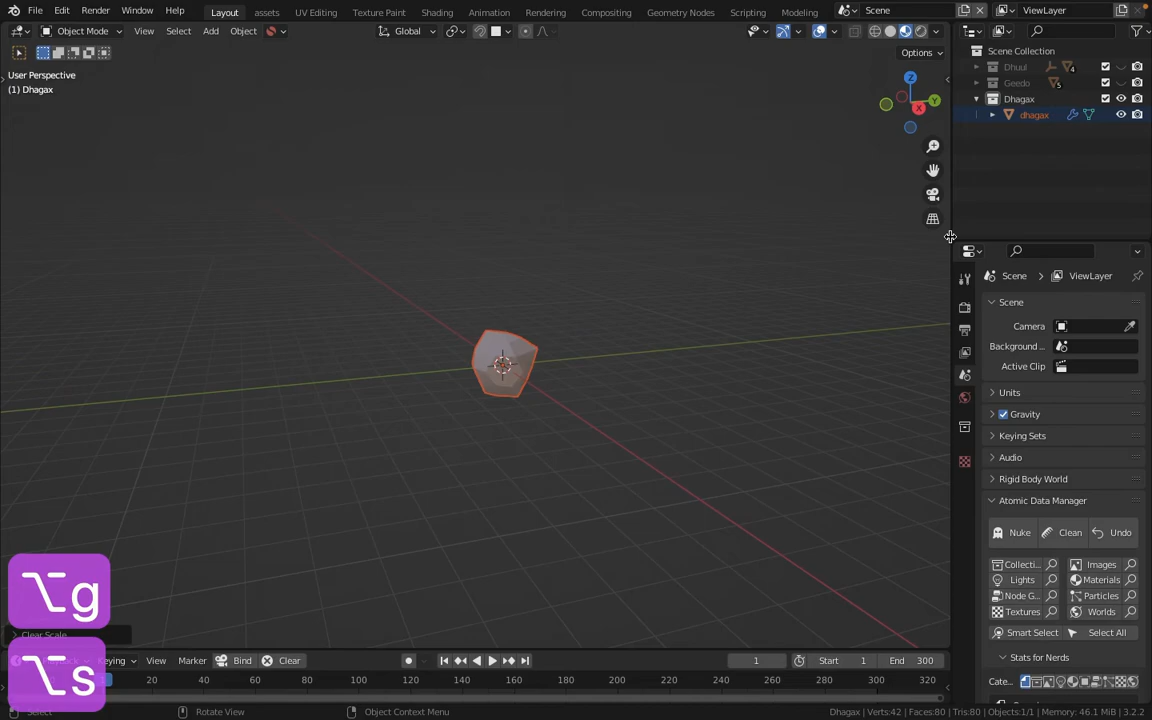 File Edit Render Window Help Layout assets UV Editing Texture Paint Shading Animation Rendering Compositing Geometry Nodes Scripting Modeling Scene ViewLayer
Object Mode View Select Add Object Global
Options
User Perspective
(1) Dhagax
Z
Y
X
Scene Collection
Dhuul 4
Geedo 5
Dhagax
dhagax
Scene ViewLayer
Scene
Camera
Background ...
Active Clip
Units
Gravity
Keying Sets
Audio
Rigid Body World
Atomic Data Manager
Nuke Clean Undo
Collecti... Images
Lights Materials
Node G... Particles
Textures Worlds
Smart Select Select All
Stats for Nerds
Cate...
⌥g
Clear Scale
⌥s
Playback Keying View Marker Bind Clear 1 Start 1 End 300
20 40 60 80 100 120 140 160 180 200 220 240 260 280 300 320
Select Rotate View Object Context Menu Dhagax | Verts:42 | Faces:80 | Tris:80 | Objects:1/1 | Memory: 46.1 MiB | 3.2.2